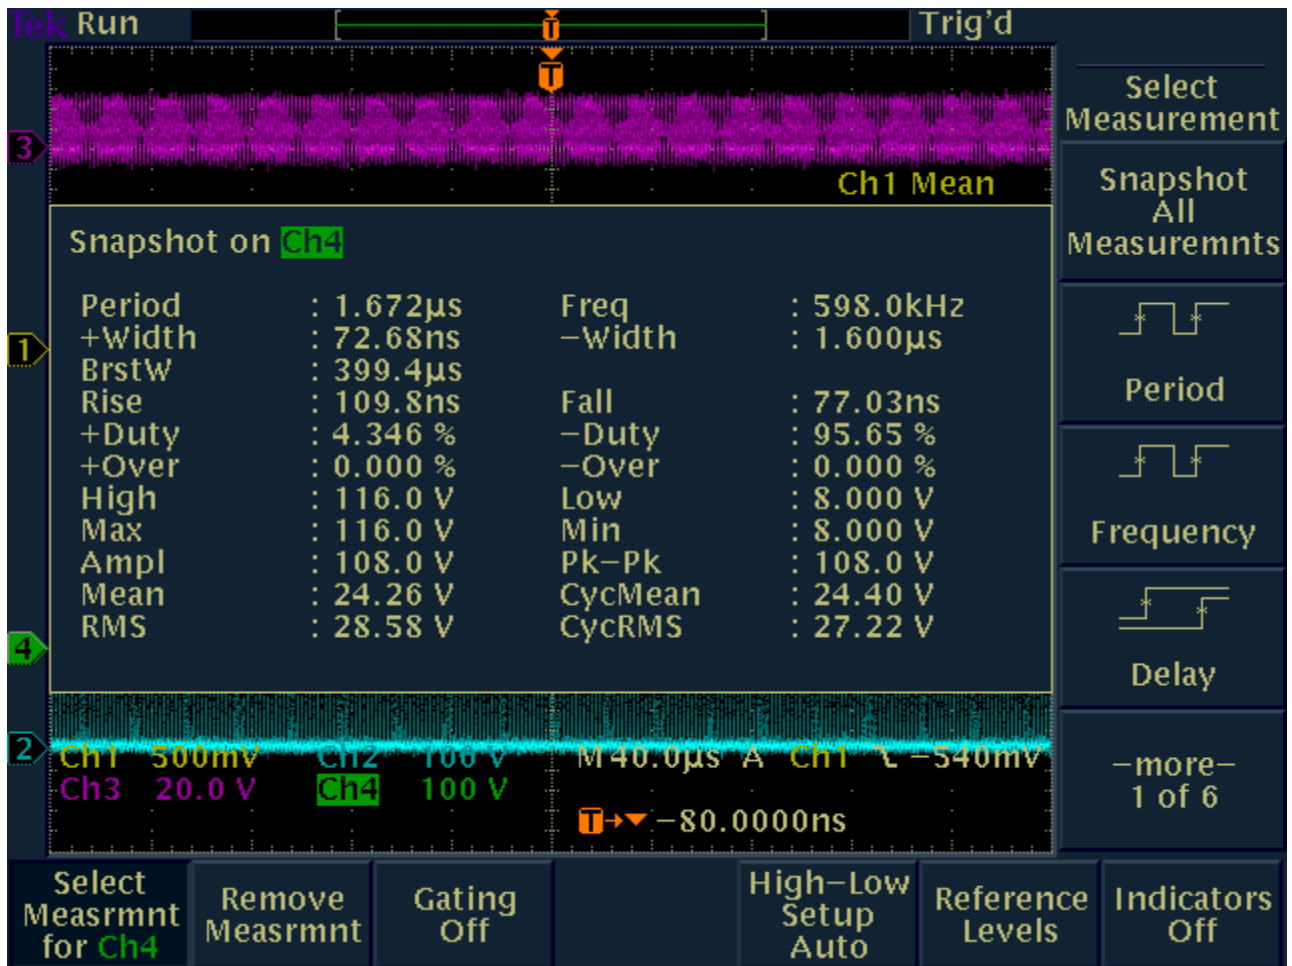 Tek Run Trig'd
T
T
3
Ch1 Mean
Snapshot on Ch4
Period : 1.672µs Freq : 598.0kHz
+Width : 72.68ns −Width : 1.600µs
BrstW : 399.4µs
Rise : 109.8ns Fall : 77.03ns
+Duty : 4.346 % −Duty : 95.65 %
+Over : 0.000 % −Over : 0.000 %
High : 116.0 V Low : 8.000 V
Max : 116.0 V Min : 8.000 V
Ampl : 108.0 V Pk−Pk : 108.0 V
Mean : 24.26 V CycMean : 24.40 V
RMS : 28.58 V CycRMS : 27.22 V
1
4
2
Ch1 500mV Ch2 100 V M 40.0µs A Ch1 −540mV
Ch3 20.0 V Ch4 100 V
T→▼ −80.0000ns
Select
Measurement
Snapshot
All
Measuremnts
Period
Frequency
Delay
−more−
1 of 6
Select
Measrmnt
for Ch4
Remove
Measrmnt
Gating
Off
High−Low
Setup
Auto
Reference
Levels
Indicators
Off